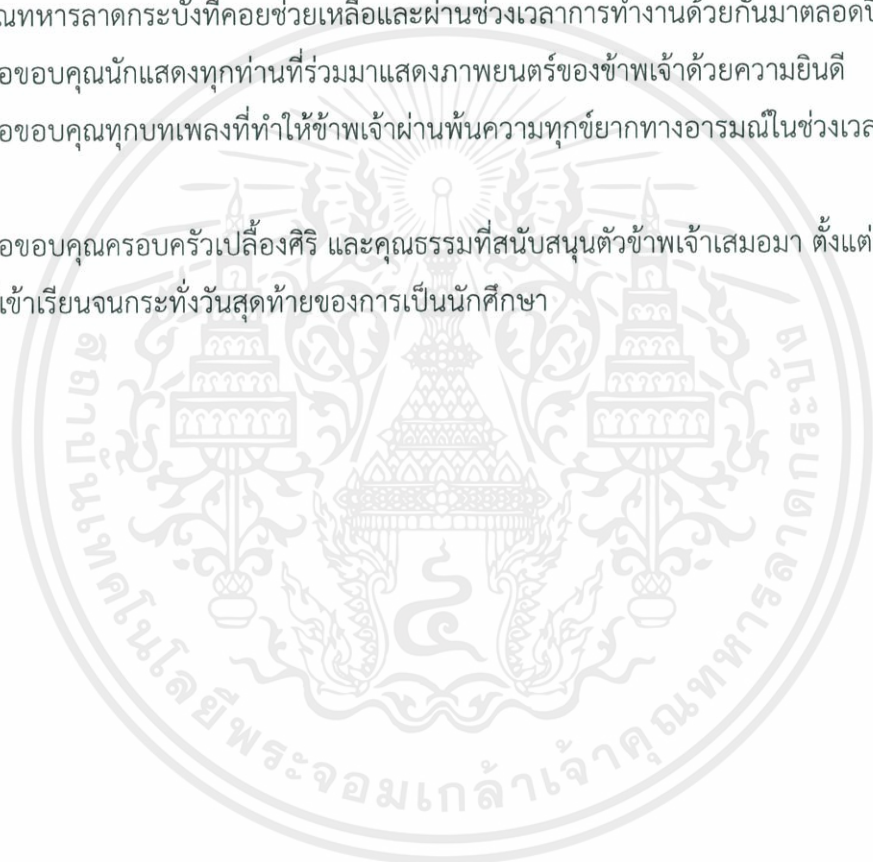 ณทหารลาดกระบังที่คอยช่วยเหลือและผ่านช่วงเวลาการทำงานด้วยกันมาตลอดปี
อขอบคุณนักแสดงทุกท่านที่ร่วมมาแสดงภาพยนตร์ของข้าพเจ้าด้วยความยินดี
อขอบคุณทุกบทเพลงที่ทำให้ข้าพเจ้าผ่านพ้นความทุกข์ยากทางอารมณ์ในช่วงเวล
อขอบคุณครอบครัวเปลื้องศิริ และคุณธรรมที่สนับสนุนตัวข้าพเจ้าเสมอมา ตั้งแต่
เข้าเรียนจนกระทั่งวันสุดท้ายของการเป็นนักศึกษา
สถาบันเทคโนโลยีพระจอมเกล้าเจ้าคุณทหารลาดกระบัง
๔